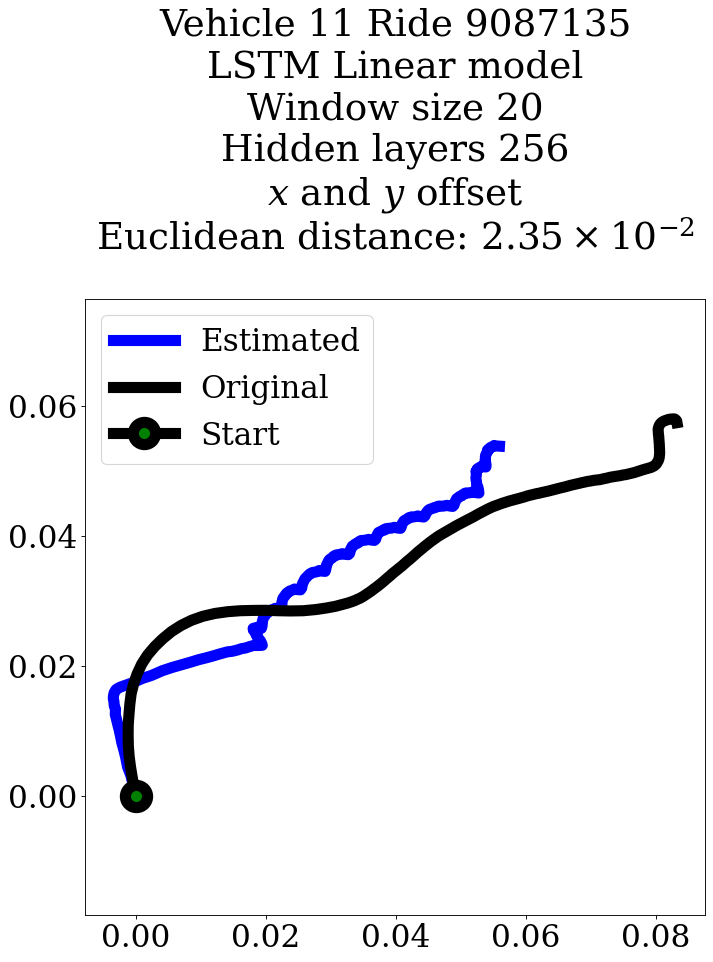 Vehicle 11 Ride 9087135
LSTM Linear model
Window size 20
Hidden layers 256
x and y offset
Euclidean distance: 2.35 × 10⁻²
Estimated
Original
Start
0.06
0.04
0.02
0.00
0.00 0.02 0.04 0.06 0.08